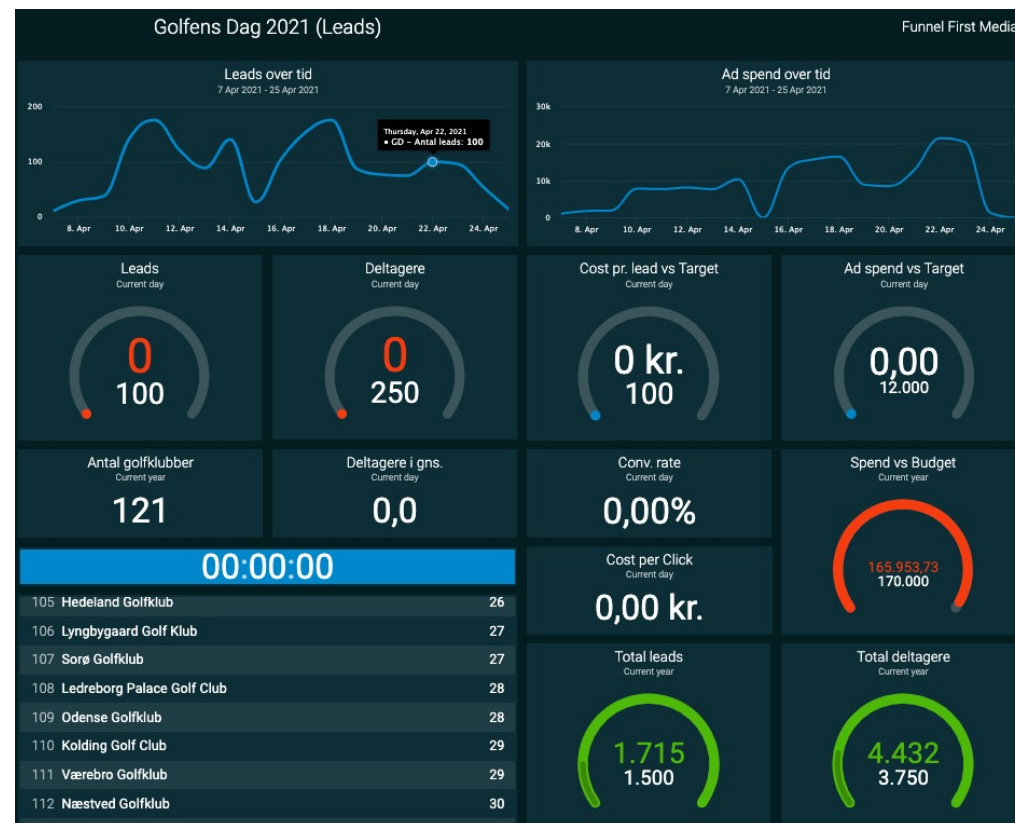 Golfens Dag 2021 (Leads)
Funnel First Media
Leads over tid
7 Apr 2021 - 25 Apr 2021
200
100
0
Thursday, Apr 22, 2021
• GD – Antal leads: 100
8. Apr 10. Apr 12. Apr 14. Apr 16. Apr 18. Apr 20. Apr 22. Apr 24. Apr
Ad spend over tid
7 Apr 2021 - 25 Apr 2021
30k
20k
10k
0
8. Apr 10. Apr 12. Apr 14. Apr 16. Apr 18. Apr 20. Apr 22. Apr 24. Apr
Leads
Current day
0
100
Deltagere
Current day
0
250
Cost pr. lead vs Target
Current day
0 kr.
100
Ad spend vs Target
Current day
0,00
12.000
Antal golfklubber
Current year
121
Deltagere i gns.
Current day
0,0
Conv. rate
Current day
0,00%
Spend vs Budget
Current year
165.953,73
170.000
00:00:00
105 Hedeland Golfklub 26
106 Lyngbygaard Golf Klub 27
107 Sorø Golfklub 27
108 Ledreborg Palace Golf Club 28
109 Odense Golfklub 28
110 Kolding Golf Club 29
111 Værebro Golfklub 29
112 Næstved Golfklub 30
Cost per Click
Current day
0,00 kr.
Total leads
Current year
1.715
1.500
Total deltagere
Current year
4.432
3.750